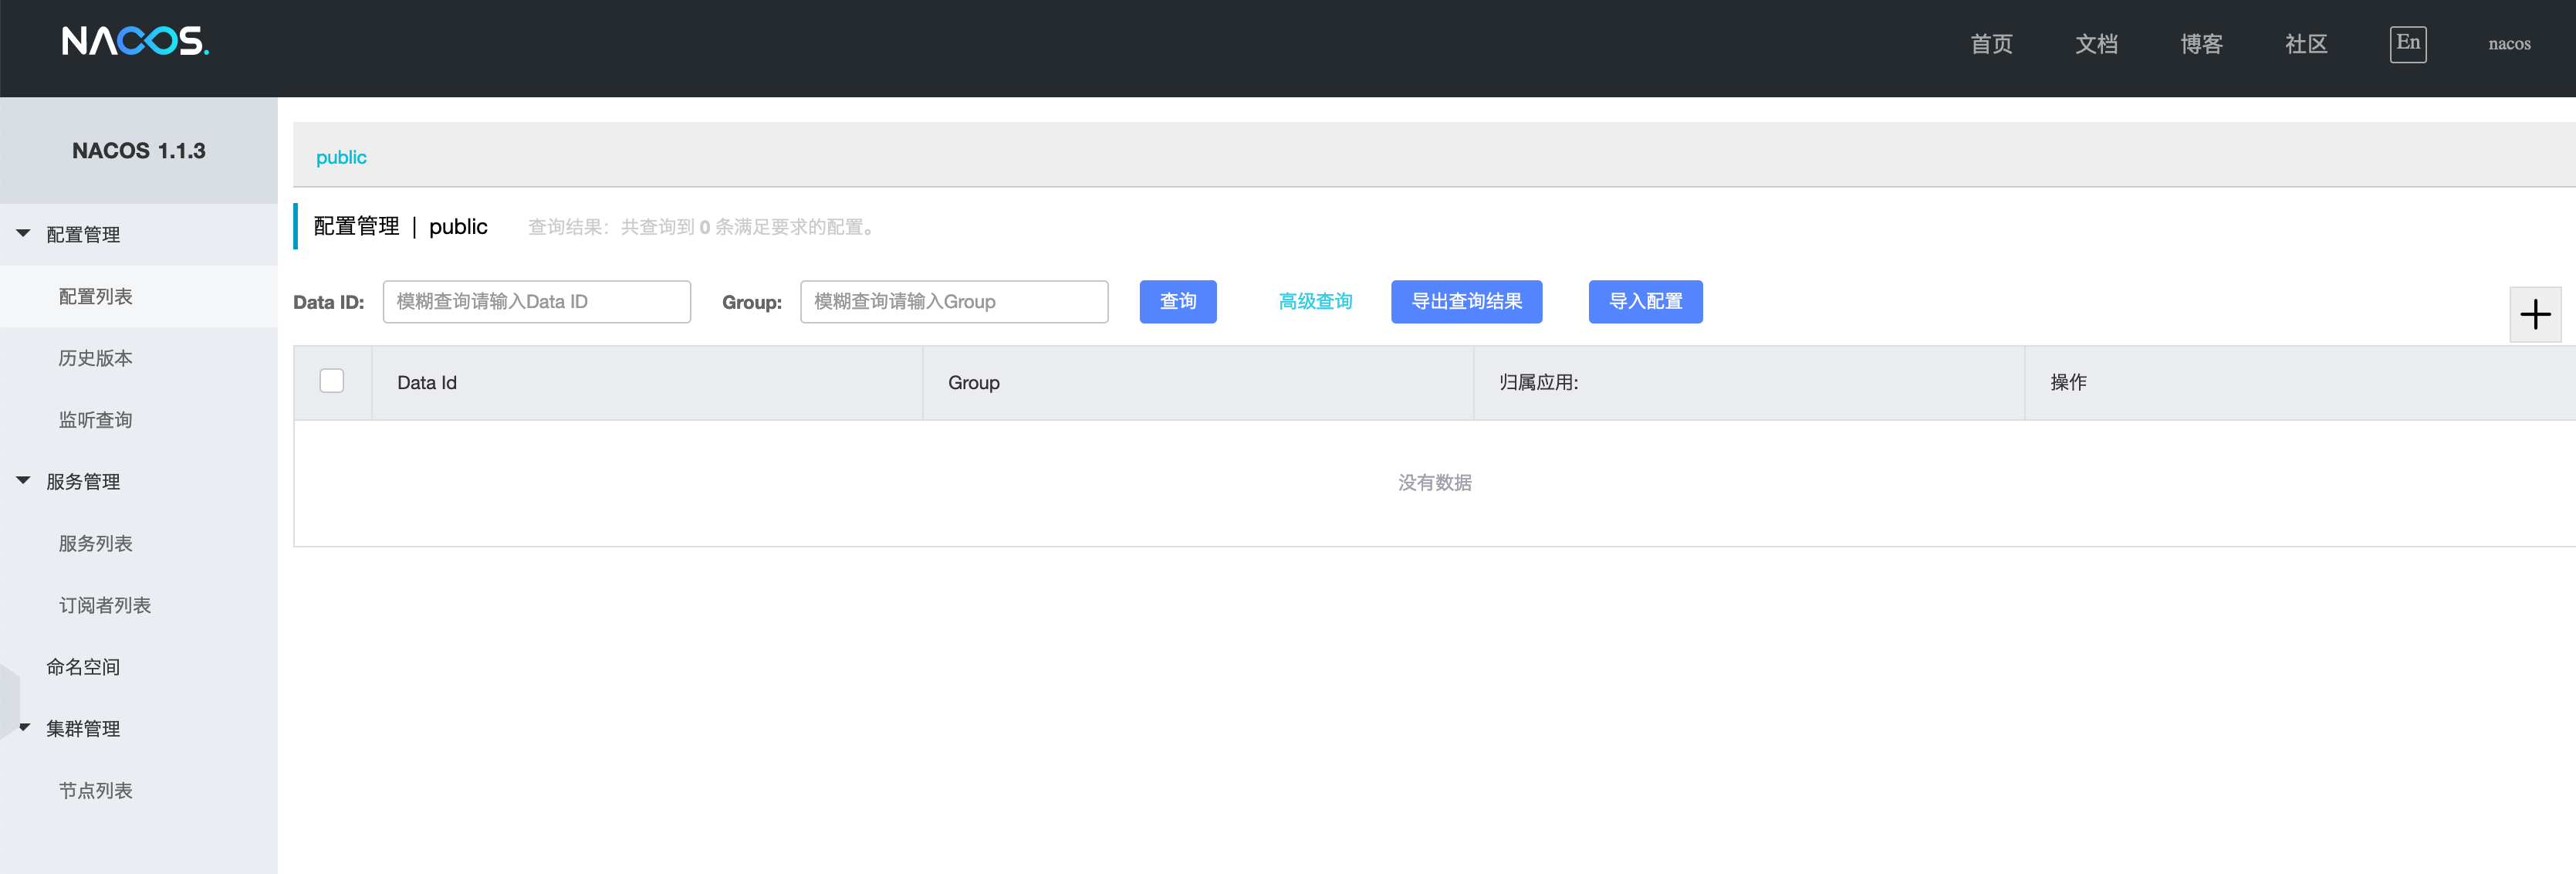 NACOS.
首页 文档 博客 社区 En nacos
NACOS 1.1.3
配置管理
配置列表
历史版本
监听查询
服务管理
服务列表
订阅者列表
命名空间
集群管理
节点列表
public
配置管理 | public 查询结果：共查询到 0 条满足要求的配置。
Data ID: 模糊查询请输入Data ID Group: 模糊查询请输入Group 查询 高级查询 导出查询结果 导入配置
Data Id Group 归属应用: 操作
没有数据